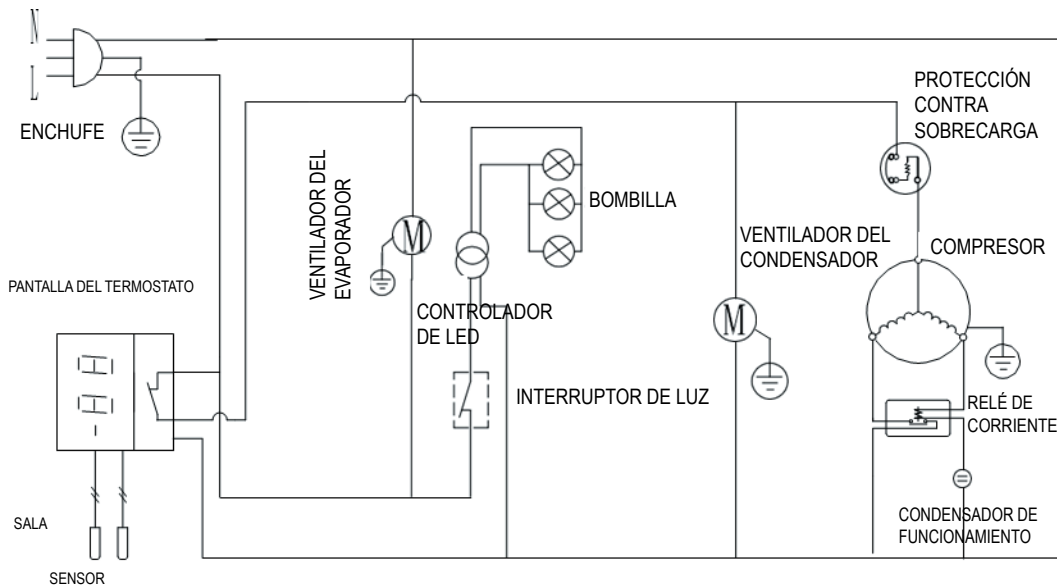 N
L
ENCHUFE
PROTECCIÓN
CONTRA
SOBRECARGA
BOMBILLA
VENTILADOR DEL
EVAPORADOR
M
VENTILADOR DEL
CONDENSADOR
COMPRESOR
PANTALLA DEL TERMOSTATO
CONTROLADOR
DE LED
M
INTERRUPTOR DE LUZ
RELÉ DE
CORRIENTE
SALA
CONDENSADOR DE
FUNCIONAMIENTO
SENSOR